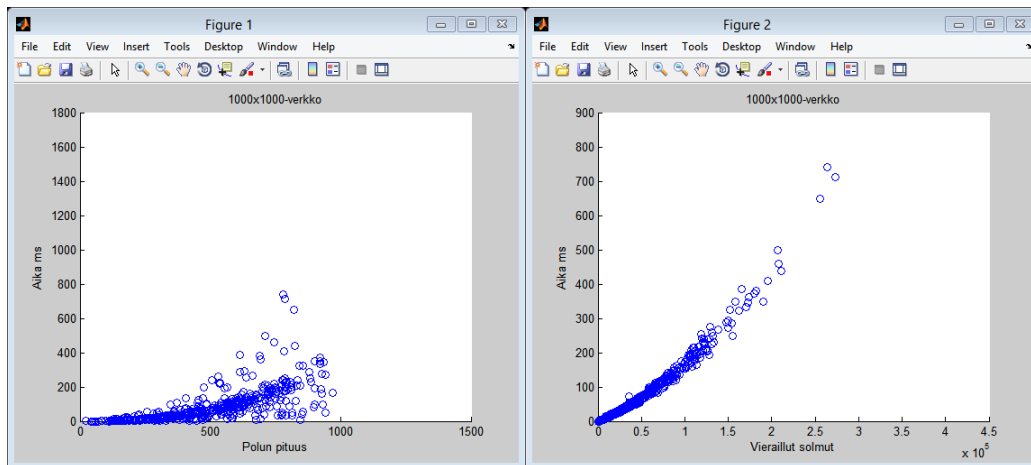 Figure 1
File Edit View Insert Tools Desktop Window Help
1000x1000-verkko
1800
1600
1400
1200
1000
800
600
400
200
0
Aika ms
0 500 1000 1500
Polun pituus
Figure 2
File Edit View Insert Tools Desktop Window Help
1000x1000-verkko
900
800
700
600
500
400
300
200
100
0
Aika ms
0 0.5 1 1.5 2 2.5 3 3.5 4 4.5
Vieraillut solmut
x 10^5